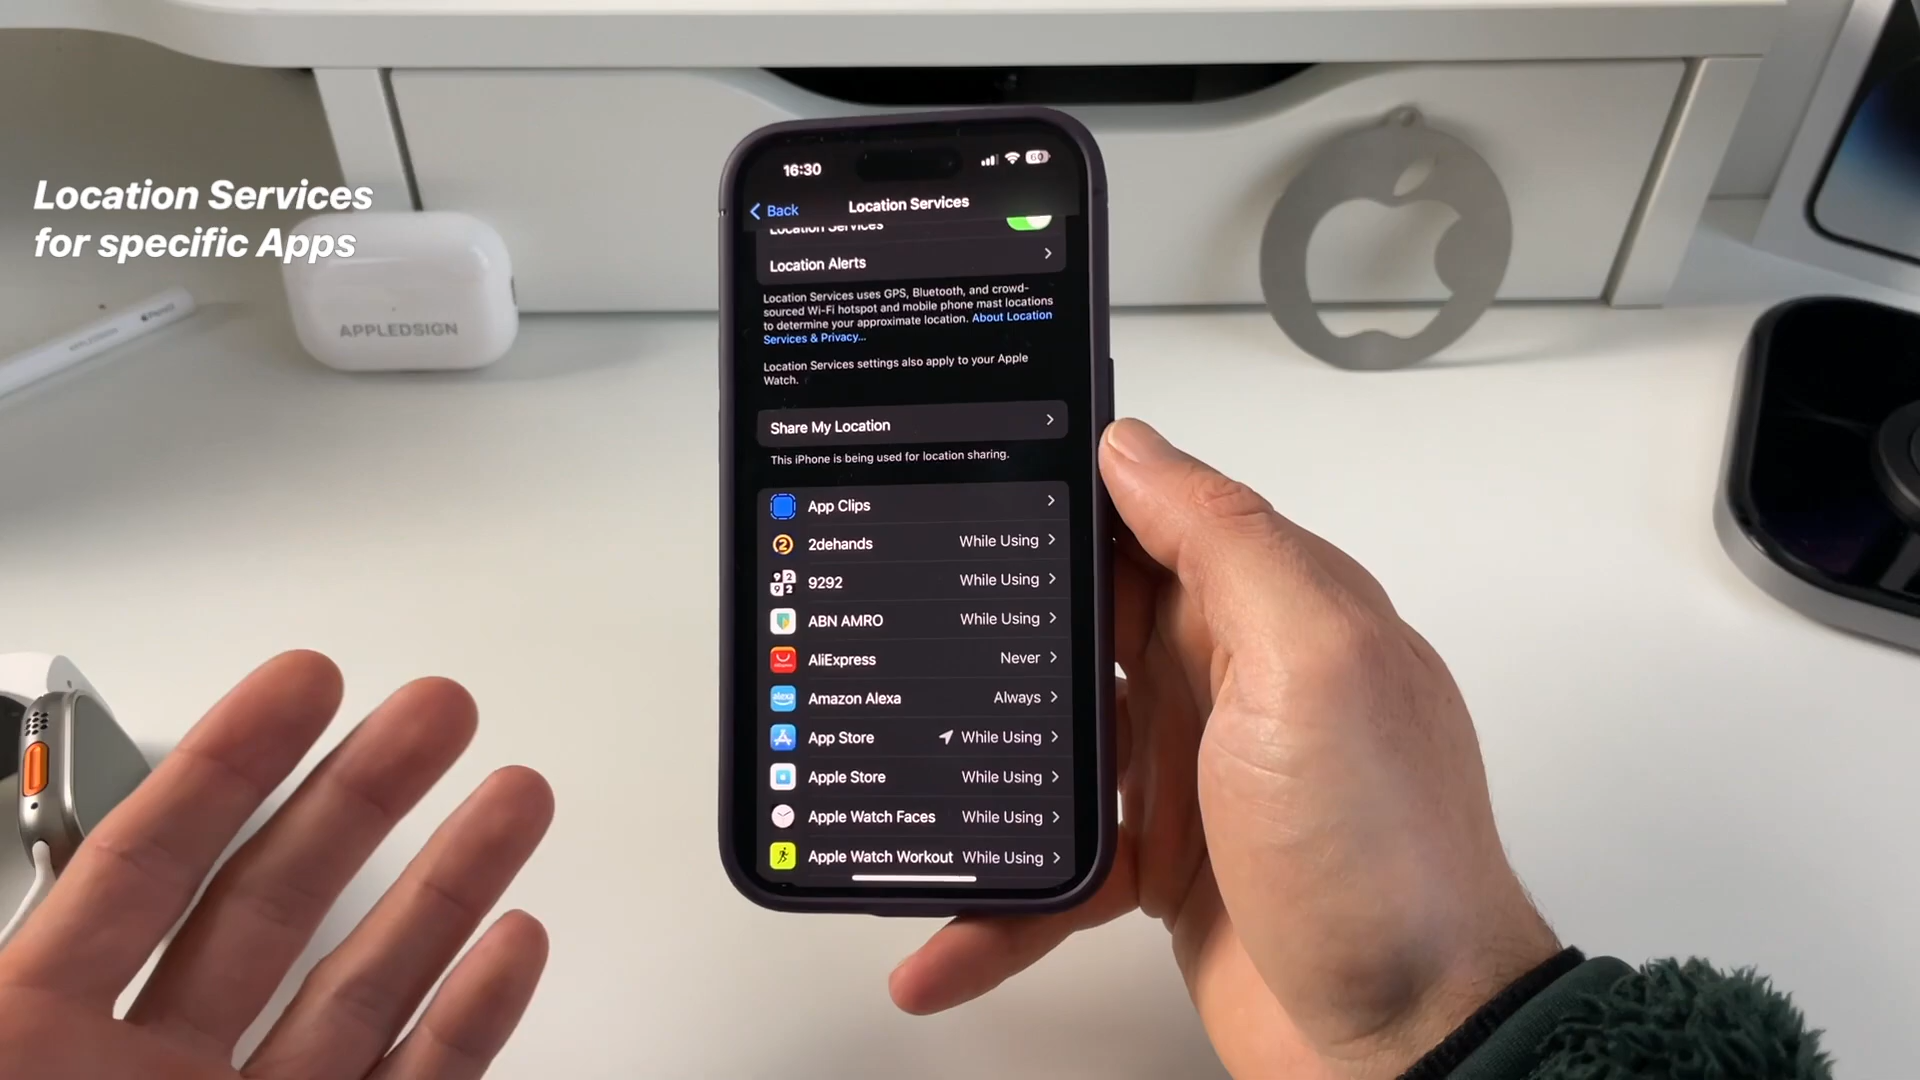 Location Services
for specific Apps
APPLEDSIGN
16:30
60
Back
Location Services
Location Services
Location Alerts
Location Services uses GPS, Bluetooth, and crowd-
sourced Wi-Fi hotspot and mobile phone mast locations
to determine your approximate location. About Location
Services & Privacy...
Location Services settings also apply to your Apple
Watch.
Share My Location
This iPhone is being used for location sharing.
App Clips
2dehands While Using
9292 While Using
ABN AMRO While Using
AliExpress Never
Amazon Alexa Always
App Store While Using
Apple Store While Using
Apple Watch Faces While Using
Apple Watch Workout While Using